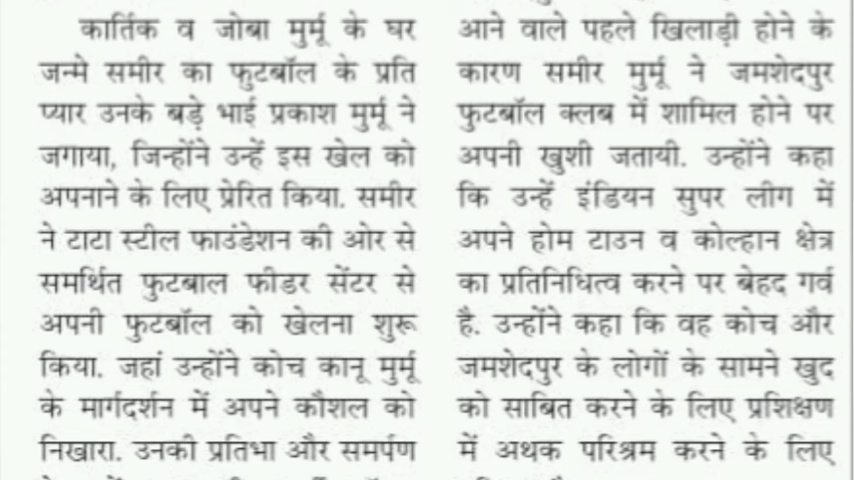 कार्तिक व जोबा मुर्मू के घर
जन्मे समीर का फुटबॉल के प्रति
प्यार उनके बड़े भाई प्रकाश मुर्मू ने
जगाया, जिन्होंने उन्हें इस खेल को
अपनाने के लिए प्रेरित किया. समीर
ने टाटा स्टील फाउंडेशन की ओर से
समर्थित फुटबाल फीडर सेंटर से
अपनी फुटबॉल को खेलना शुरू
किया. जहां उन्होंने कोच कानू मुर्मू
के मार्गदर्शन में अपने कौशल को
निखारा. उनकी प्रतिभा और समर्पण
आने वाले पहले खिलाड़ी होने के
कारण समीर मुर्मू ने जमशेदपुर
फुटबॉल क्लब में शामिल होने पर
अपनी खुशी जतायी. उन्होंने कहा
कि उन्हें इंडियन सुपर लीग में
अपने होम टाउन व कोल्हान क्षेत्र
का प्रतिनिधित्व करने पर बेहद गर्व
है. उन्होंने कहा कि वह कोच और
जमशेदपुर के लोगों के सामने खुद
को साबित करने के लिए प्रशिक्षण
में अथक परिश्रम करने के लिए